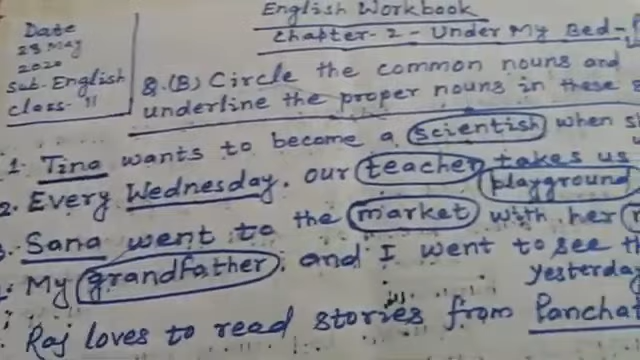 English Workbook
Chapter-2-Under My Bed-
Date
28 May
2020
Sub-English
Class-II
Q.(B) Circle the common nouns and
underline the proper nouns in these
1. Tina wants to become a scientish when
2. Every Wednesday, our teacher takes us
playground
Sana went to the market with her
My grandfather, and I went to see
yesterday
Raj loves to read stories from